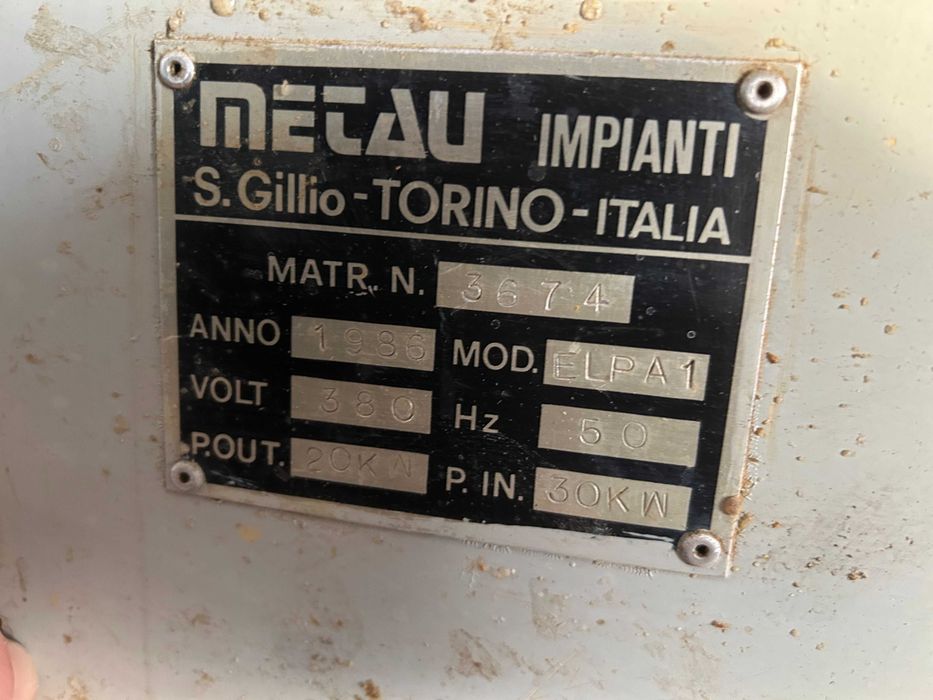 METAU IMPIANTI
S. Gillio - TORINO - ITALIA
MATR. N. 3674
ANNO 1986 MOD. ELPA1
VOLT 380 Hz 50
P.OUT. 20KW P. IN. 30KW